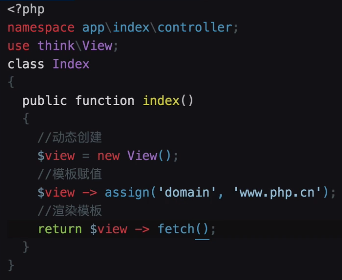 <?php
namespace app\index\controller;
use think\View;
class Index
{
  public function index()
  {
    //动态创建
    $view = new View();
    //模板赋值
    $view -> assign('domain', 'www.php.cn');
    //渲染模板
    return $view -> fetch();
  }
}